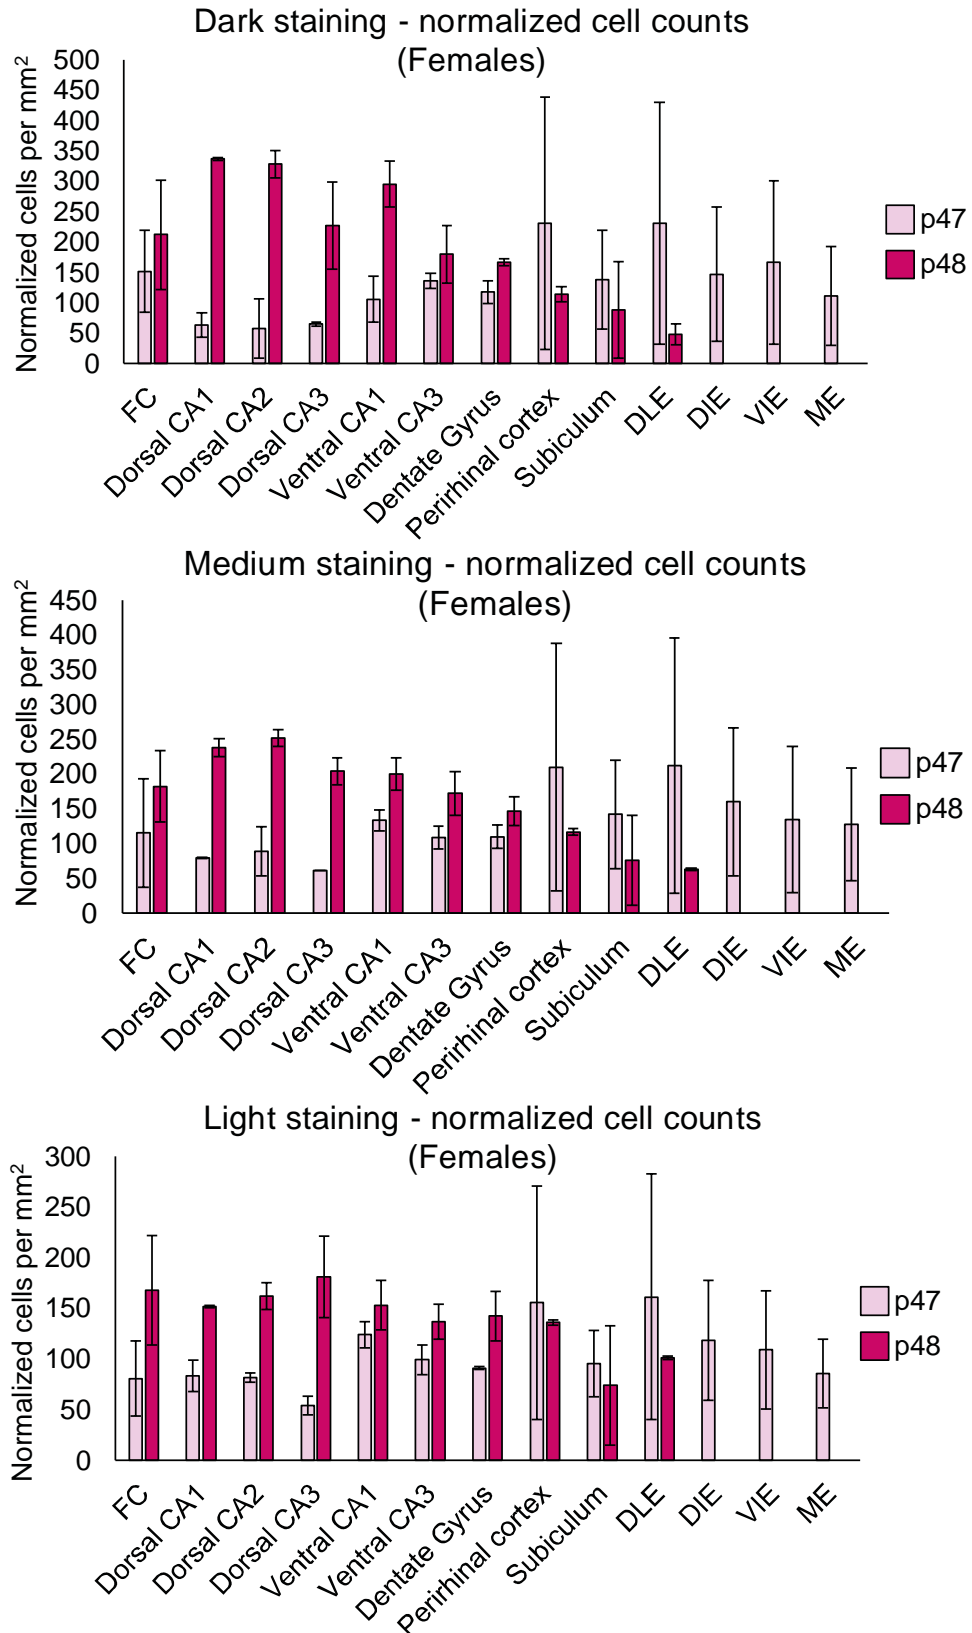 Dark staining - normalized cell counts
(Females)
Normalized cells per mm²
500
450
400
350
300
250
200
150
100
50
0
p47
p48
FC
Dorsal CA1
Dorsal CA2
Dorsal CA3
Ventral CA1
Ventral CA3
Dentate Gyrus
Perirhinal cortex
Subiculum
DLE
DIE
VIE
ME
Medium staining - normalized cell counts
(Females)
Normalized cells per mm²
450
400
350
300
250
200
150
100
50
0
p47
p48
FC
Dorsal CA1
Dorsal CA2
Dorsal CA3
Ventral CA1
Ventral CA3
Dentate Gyrus
Perirhinal cortex
Subiculum
DLE
DIE
VIE
ME
Light staining - normalized cell counts
(Females)
Normalized cells per mm²
300
250
200
150
100
50
0
p47
p48
FC
Dorsal CA1
Dorsal CA2
Dorsal CA3
Ventral CA1
Ventral CA3
Dentate Gyrus
Perirhinal cortex
Subiculum
DLE
DIE
VIE
ME